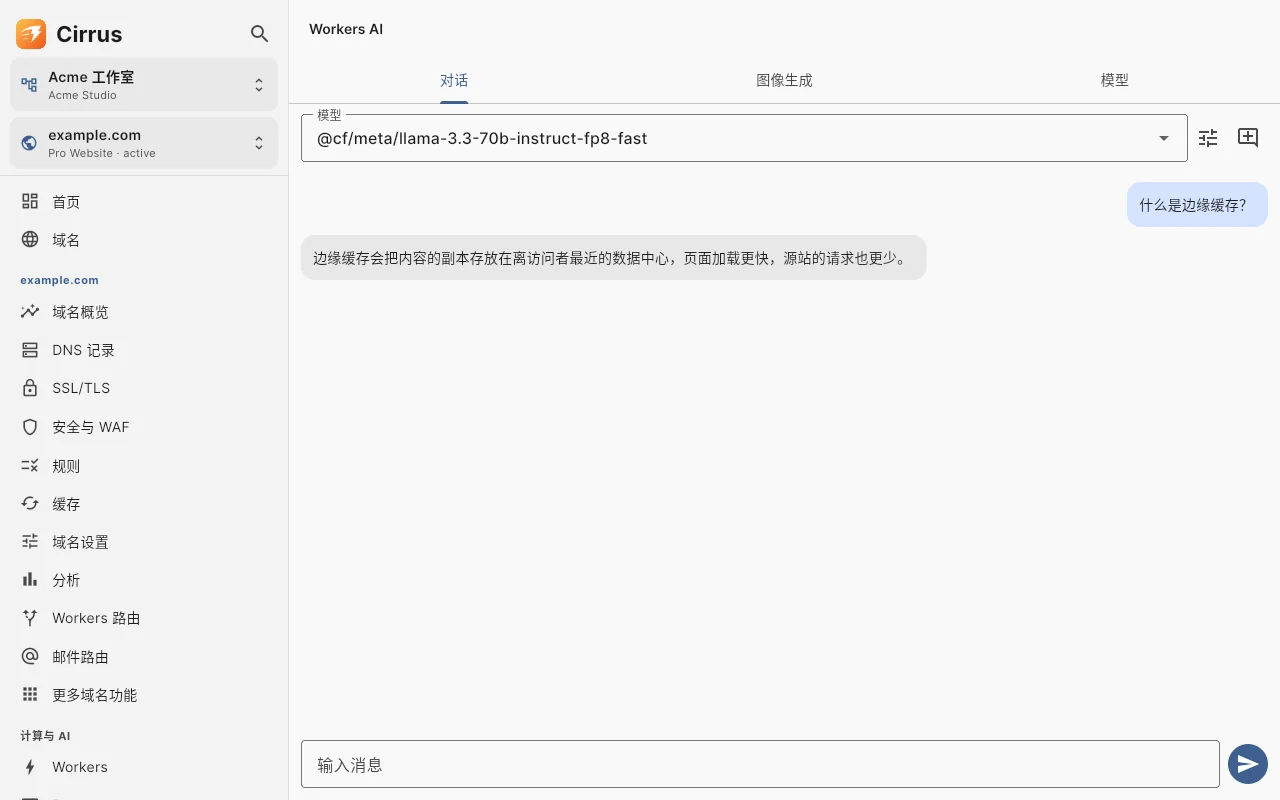 Cirrus
Acme 工作室
Acme Studio
example.com
Pro Website · active
首页
域名
example.com
域名概览
DNS 记录
SSL/TLS
安全与 WAF
规则
缓存
域名设置
分析
Workers 路由
邮件路由
更多域名功能
计算与 AI
Workers
Workers AI
对话
图像生成
模型
模型
@cf/meta/llama-3.3-70b-instruct-fp8-fast
什么是边缘缓存？
边缘缓存会把内容的副本存放在离访问者最近的数据中心，页面加载更快，源站的请求也更少。
输入消息